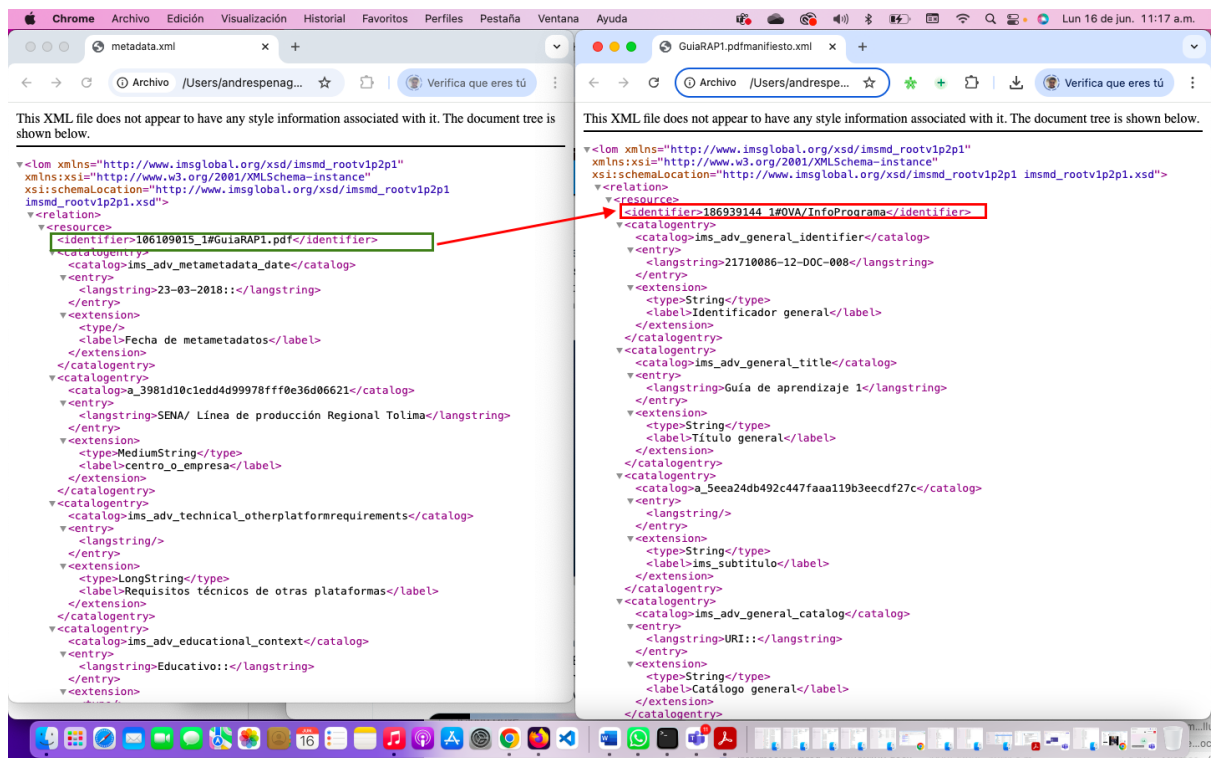 Chrome Archivo Edición Visualización Historial Favoritos Perfiles Pestaña Ventana Ayuda Lun 16 de jun. 11:17 a.m.
metadata.xml
Archivo /Users/andrespenag... Verifica que eres tú
This XML file does not appear to have any style information associated with it. The document tree is
shown below.
<lom xmlns="http://www.imsglobal.org/xsd/imsmd_rootv1p2p1"
xmlns:xsi="http://www.w3.org/2001/XMLSchema-instance"
xsi:schemaLocation="http://www.imsglobal.org/xsd/imsmd_rootv1p2p1
imsmd_rootv1p2p1.xsd">
<relation>
<resource>
<identifier>106109015_1#GuiaRAP1.pdf</identifier>
<catalogentry>
<catalog>ims_adv_metametadata_date</catalog>
<entry>
<langstring>23-03-2018::</langstring>
</entry>
<extension>
<type/>
<label>Fecha de metametadatos</label>
</extension>
</catalogentry>
<catalogentry>
<catalog>a_3981d10c1edd4d99978fff0e36d06621</catalog>
<entry>
<langstring>SENA/ Línea de producción Regional Tolima</langstring>
</entry>
<extension>
<type>MediumString</type>
<label>centro_o_empresa</label>
</extension>
</catalogentry>
<catalogentry>
<catalog>ims_adv_technical_otherplatformrequirements</catalog>
<entry>
<langstring/>
</entry>
<extension>
<type>LongString</type>
<label>Requisitos técnicos de otras plataformas</label>
</extension>
</catalogentry>
<catalogentry>
<catalog>ims_adv_educational_context</catalog>
<entry>
<langstring>Educativo::</langstring>
</entry>
<extension>
GuiaRAP1.pdfmanifiesto.xml
Archivo /Users/andrespe... Verifica que eres tú
This XML file does not appear to have any style information associated with it. The document tree is shown below.
<lom xmlns="http://www.imsglobal.org/xsd/imsmd_rootv1p2p1"
xmlns:xsi="http://www.w3.org/2001/XMLSchema-instance"
xsi:schemaLocation="http://www.imsglobal.org/xsd/imsmd_rootv1p2p1 imsmd_rootv1p2p1.xsd">
<relation>
<resource>
<identifier>186939144_1#OVA/InfoPrograma</identifier>
<catalogentry>
<catalog>ims_adv_general_identifier</catalog>
<entry>
<langstring>21710086-12-DOC-008</langstring>
</entry>
<extension>
<type>String</type>
<label>Identificador general</label>
</extension>
</catalogentry>
<catalogentry>
<catalog>ims_adv_general_title</catalog>
<entry>
<langstring>Guía de aprendizaje 1</langstring>
</entry>
<extension>
<type>String</type>
<label>Título general</label>
</extension>
</catalogentry>
<catalogentry>
<catalog>a_5eea24db492c447faaa119b3eecdf27c</catalog>
<entry>
<langstring/>
</entry>
<extension>
<type>String</type>
<label>ims_subtitulo</label>
</extension>
</catalogentry>
<catalogentry>
<catalog>ims_adv_general_catalog</catalog>
<entry>
<langstring>URI::</langstring>
</entry>
<extension>
<type>String</type>
<label>Catálogo general</label>
</extension>
</catalogentry>
JUN
16